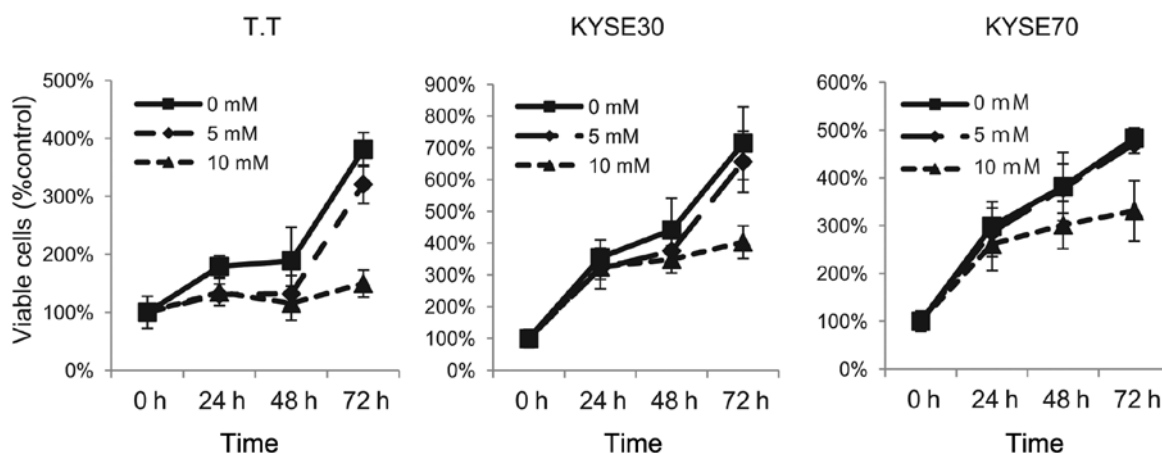 T.T
KYSE30
KYSE70
Viable cells (%control)
500%
400%
300%
200%
100%
0%
0 mM
5 mM
10 mM
0 h 24 h 48 h 72 h
Time
900%
800%
700%
600%
500%
400%
300%
200%
100%
0%
0 mM
5 mM
10 mM
0 h 24 h 48 h 72 h
Time
600%
500%
400%
300%
200%
100%
0%
0 mM
5 mM
10 mM
0 h 24 h 48 h 72 h
Time